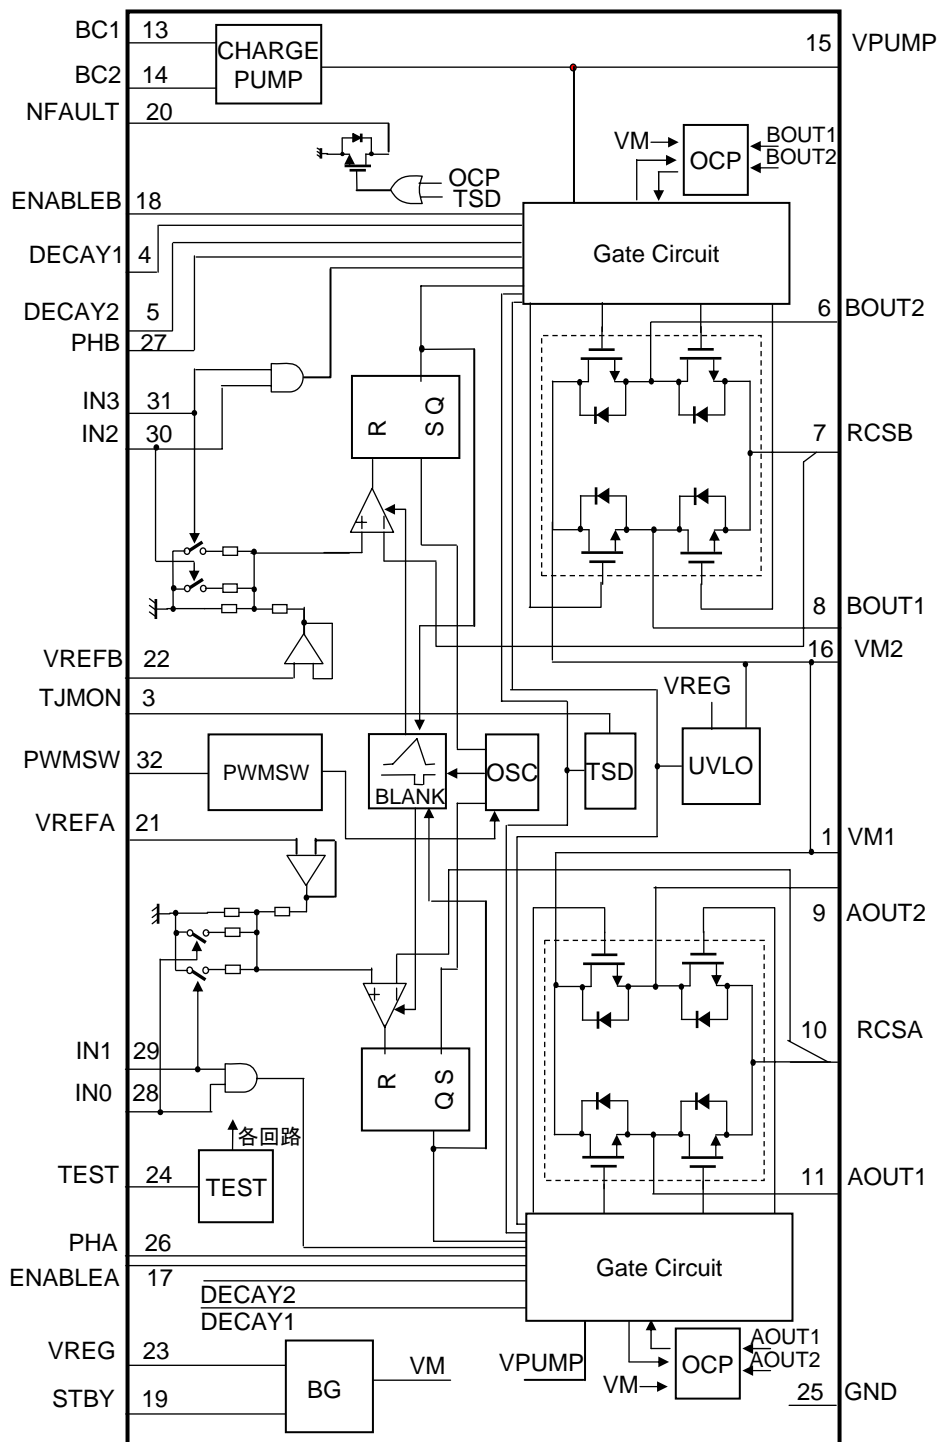 BC1 13
CHARGE
PUMP
15 VPUMP
BC2 14
NFAULT 20
VM
OCP
BOUT1
BOUT2
OCP
TSD
ENABLEB 18
DECAY1 4
Gate Circuit
DECAY2 5
6 BOUT2
PHB 27
IN3 31
IN2 30
R
S Q
7 RCSB
+ −
8 BOUT1
VREFB 22
16 VM2
TJMON 3
VREG
PWMSW 32
PWMSW
BLANK
OSC
TSD
UVLO
VREFA 21
1 VM1
9 AOUT2
+ −
10 RCSA
IN1 29
IN0 28
R
Q S
各回路
TEST 24
TEST
11 AOUT1
PHA 26
ENABLEA 17
Gate Circuit
DECAY2
DECAY1
VREG 23
BG
VM
VPUMP
OCP
AOUT1
AOUT2
VM
STBY 19
25 GND